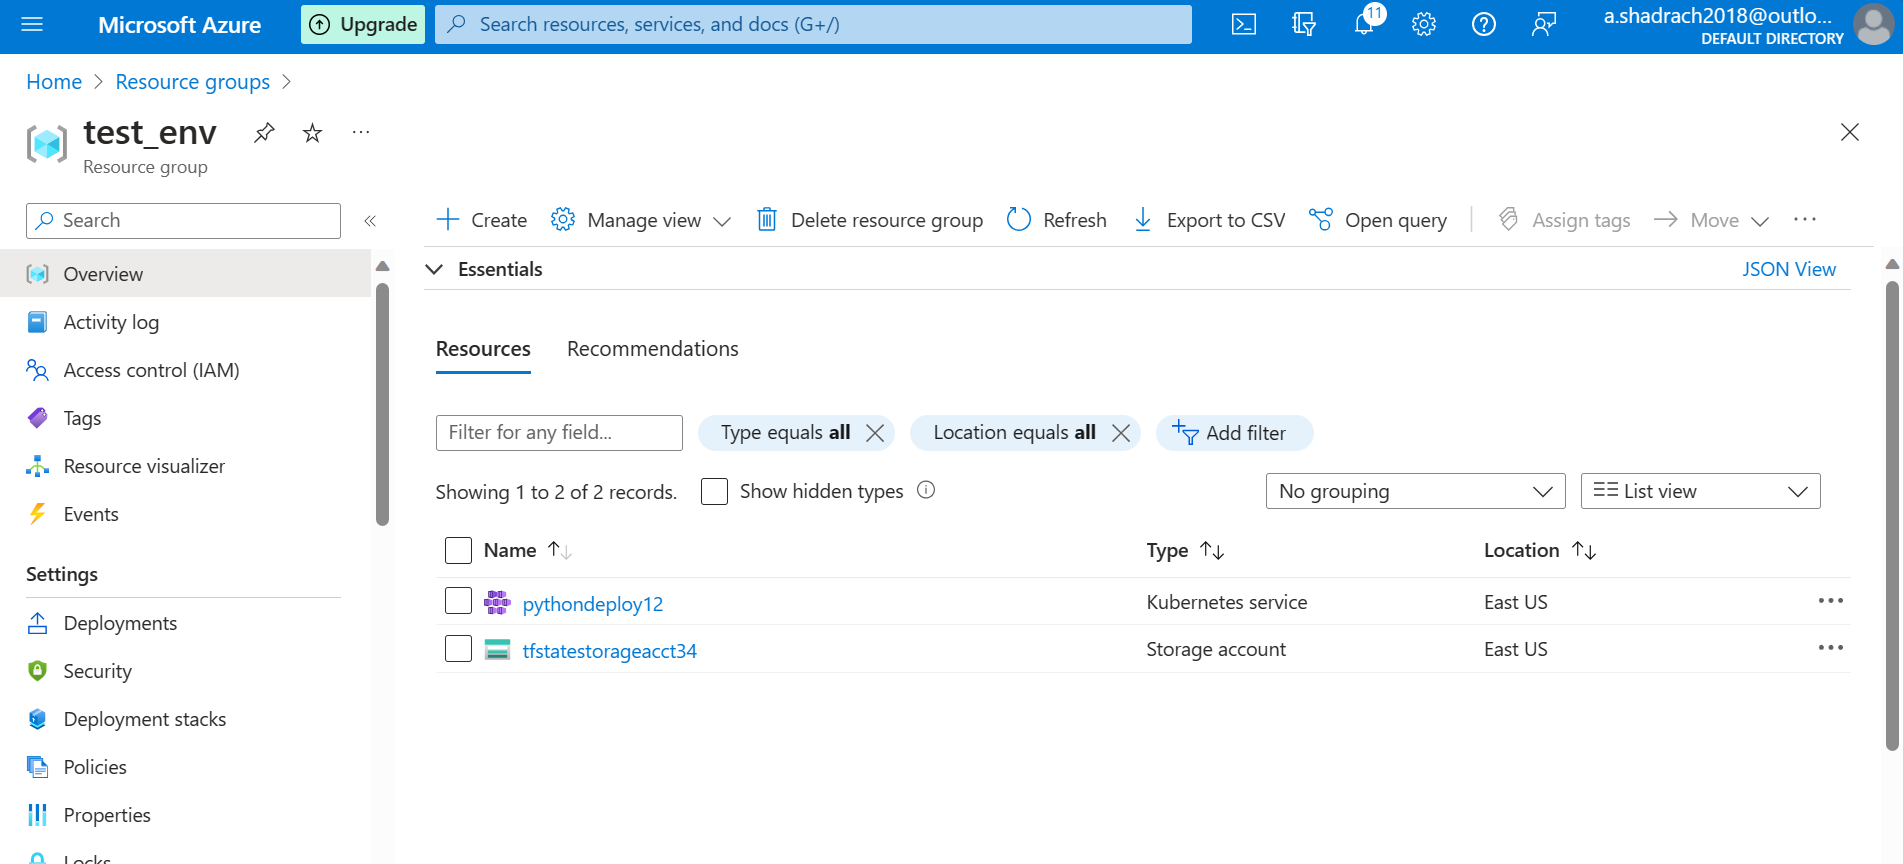 Microsoft Azure
Upgrade
Search resources, services, and docs (G+/)
11
a.shadrach2018@outlo...
DEFAULT DIRECTORY
Home > Resource groups >
test_env
Resource group
Search
Create
Manage view
Delete resource group
Refresh
Export to CSV
Open query
Assign tags
Move
Overview
Activity log
Access control (IAM)
Tags
Resource visualizer
Events
Settings
Deployments
Security
Deployment stacks
Policies
Properties
Locks
Essentials
JSON View
Resources
Recommendations
Filter for any field...
Type equals all
Location equals all
Add filter
Showing 1 to 2 of 2 records.
Show hidden types
No grouping
List view
Name
Type
Location
pythondeploy12
Kubernetes service
East US
tfstatestorageacct34
Storage account
East US